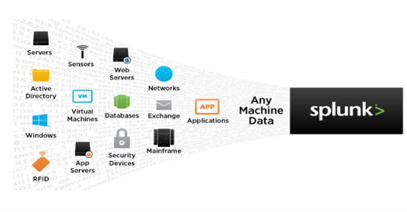 Servers
Sensors
Web
Servers
Networks
Active
Directory
VM
Virtual
Machines
Databases
Exchange
APP
Applications
Any
Machine
Data
splunk>
Windows
RFID
App
Servers
Security
Devices
Mainframe